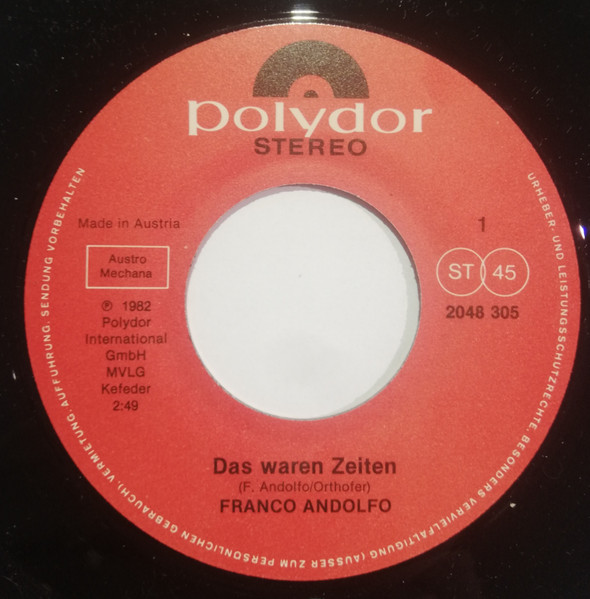 polydor
STEREO
Made in Austria
Austro
Mechana
℗ 1982
Polydor
International
GmbH
MVLG
Kefeder
2:49
1
ST 45
2048 305
Das waren Zeiten
(F. Andolfo/Orthofer)
FRANCO ANDOLFO
URHEBER- UND LEISTUNGSSCHUTZRECHTE, BESONDERS VERVIELFÄLTIGUNG (AUSSER ZUM PERSÖNLICHEN GEBRAUCH), VERMIETUNG, AUFFÜHRUNG, SENDUNG VORBEHALTEN